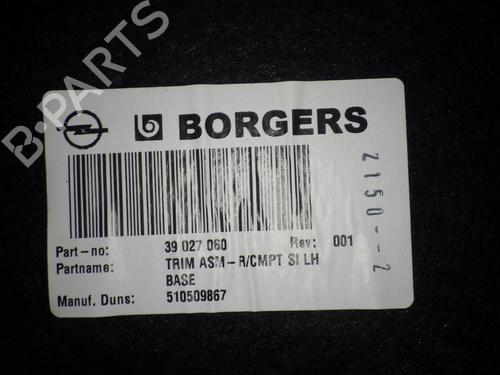 B-PARTS
BORGERS
Part-no: 39 027 060 Rev: 001
Partname: TRIM ASM-R/CMPT SI LH
BASE
Manuf. Duns: 510509867
2150--2